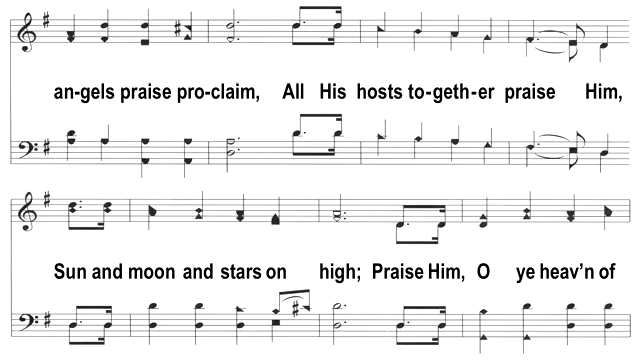 an-gels praise pro-claim, All His hosts to-geth-er praise Him,
Sun and moon and stars on high; Praise Him, O ye heav'n of